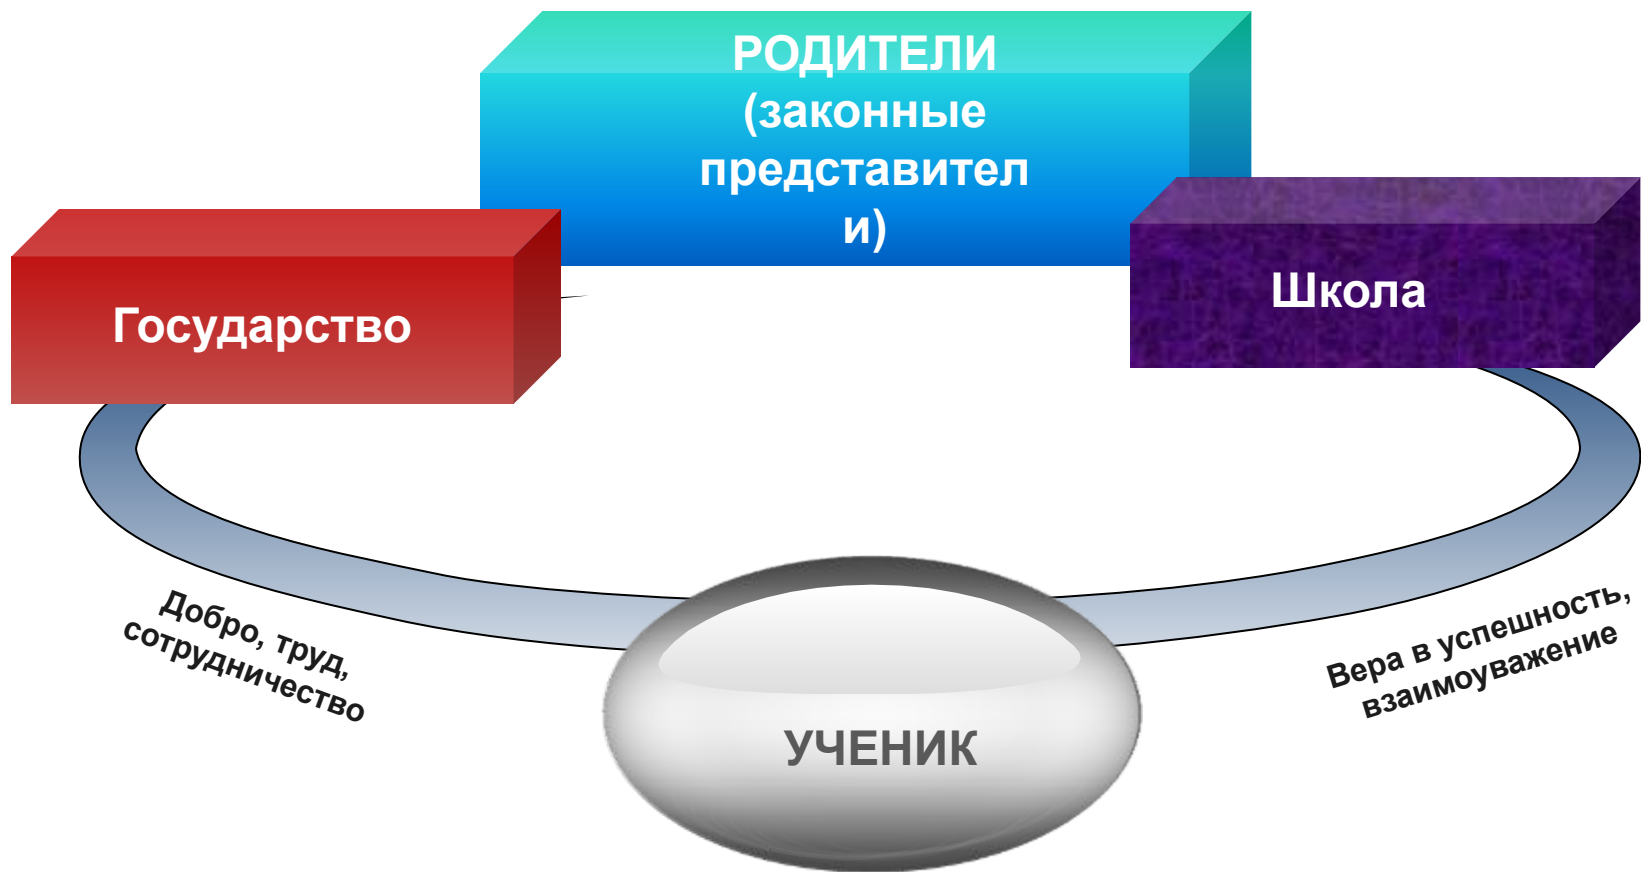 РОДИТЕЛИ
(законные
представител
и)
Государство
Школа
Добро, труд,
сотрудничество
Вера в успешность,
взаимоуважение
УЧЕНИК